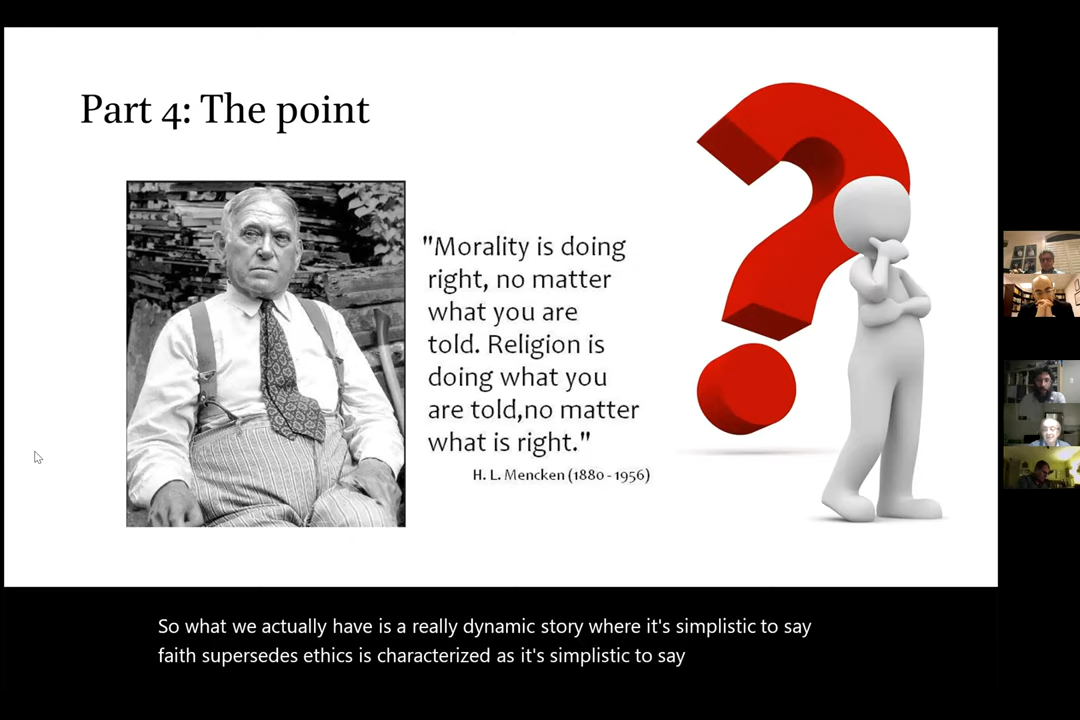 Part 4: The point
"Morality is doing
right, no matter
what you are
told. Religion is
doing what you
are told,no matter
what is right."
H. L. Mencken (1880 - 1956)
So what we actually have is a really dynamic story where it's simplistic to say
faith supersedes ethics is characterized as it's simplistic to say